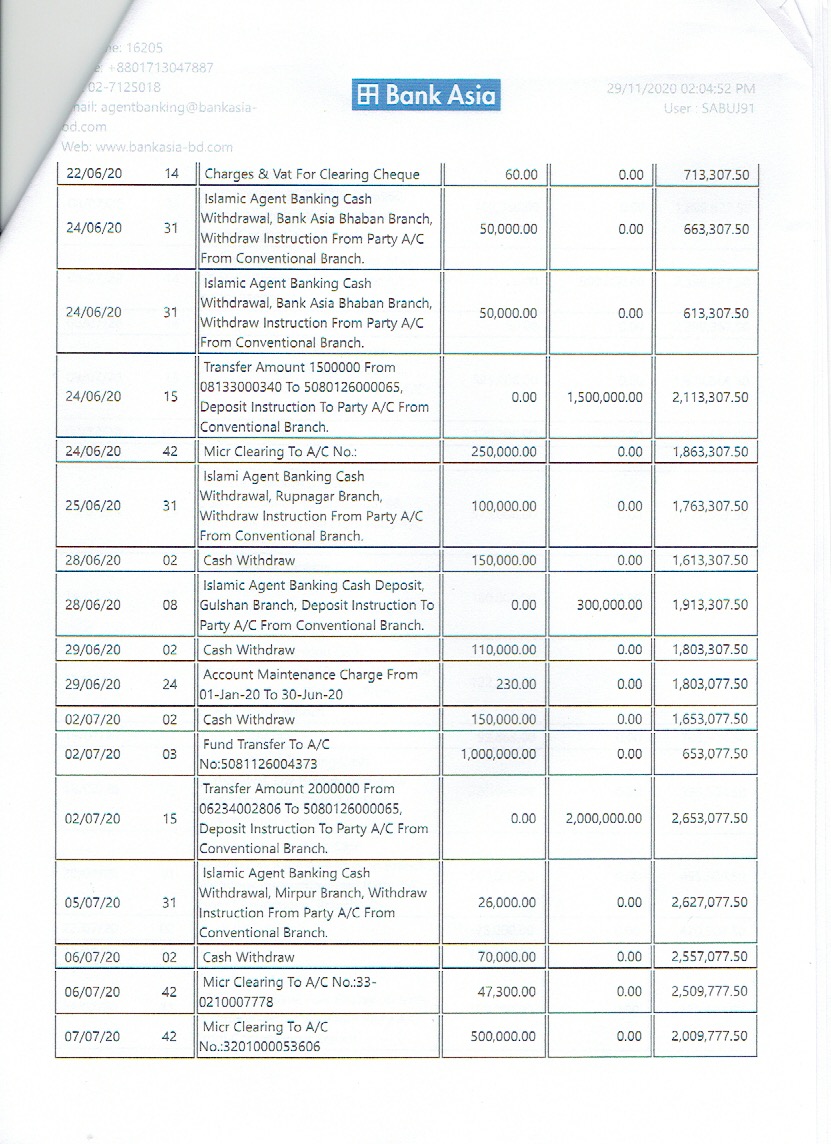 16205
+8801713047887
02-7125018
agentbanking@bankasia-
bd.com
Web: www.bankasia-bd.com
Bank Asia
29/11/2020 02:04:52 PM
User : SABUJ91
22/06/20 14 Charges & Vat For Clearing Cheque 60.00 0.00 713,307.50
Islamic Agent Banking Cash
Withdrawal, Bank Asia Bhaban Branch,
24/06/20 31 Withdraw Instruction From Party A/C 50,000.00 0.00 663,307.50
From Conventional Branch.
Islamic Agent Banking Cash
Withdrawal, Bank Asia Bhaban Branch,
24/06/20 31 Withdraw Instruction From Party A/C 50,000.00 0.00 613,307.50
From Conventional Branch.
Transfer Amount 1500000 From
08133000340 To 5080126000065,
24/06/20 15 Deposit Instruction To Party A/C From 0.00 1,500,000.00 2,113,307.50
Conventional Branch.
24/06/20 42 Micr Clearing To A/C No.: 250,000.00 0.00 1,863,307.50
Islami Agent Banking Cash
Withdrawal, Rupnagar Branch,
25/06/20 31 Withdraw Instruction From Party A/C 100,000.00 0.00 1,763,307.50
From Conventional Branch.
28/06/20 02 Cash Withdraw 150,000.00 0.00 1,613,307.50
Islamic Agent Banking Cash Deposit,
28/06/20 08 Gulshan Branch, Deposit Instruction To 0.00 300,000.00 1,913,307.50
Party A/C From Conventional Branch.
29/06/20 02 Cash Withdraw 110,000.00 0.00 1,803,307.50
29/06/20 24 Account Maintenance Charge From 230.00 0.00 1,803,077.50
01-Jan-20 To 30-Jun-20
02/07/20 02 Cash Withdraw 150,000.00 0.00 1,653,077.50
02/07/20 03 Fund Transfer To A/C 1,000,000.00 0.00 653,077.50
No:5081126004373
Transfer Amount 2000000 From
06234002806 To 5080126000065,
02/07/20 15 Deposit Instruction To Party A/C From 0.00 2,000,000.00 2,653,077.50
Conventional Branch.
Islamic Agent Banking Cash
Withdrawal, Mirpur Branch, Withdraw
05/07/20 31 Instruction From Party A/C From 26,000.00 0.00 2,627,077.50
Conventional Branch.
06/07/20 02 Cash Withdraw 70,000.00 0.00 2,557,077.50
06/07/20 42 Micr Clearing To A/C No.:33- 47,300.00 0.00 2,509,777.50
0210007778
07/07/20 42 Micr Clearing To A/C 500,000.00 0.00 2,009,777.50
No.:3201000053606